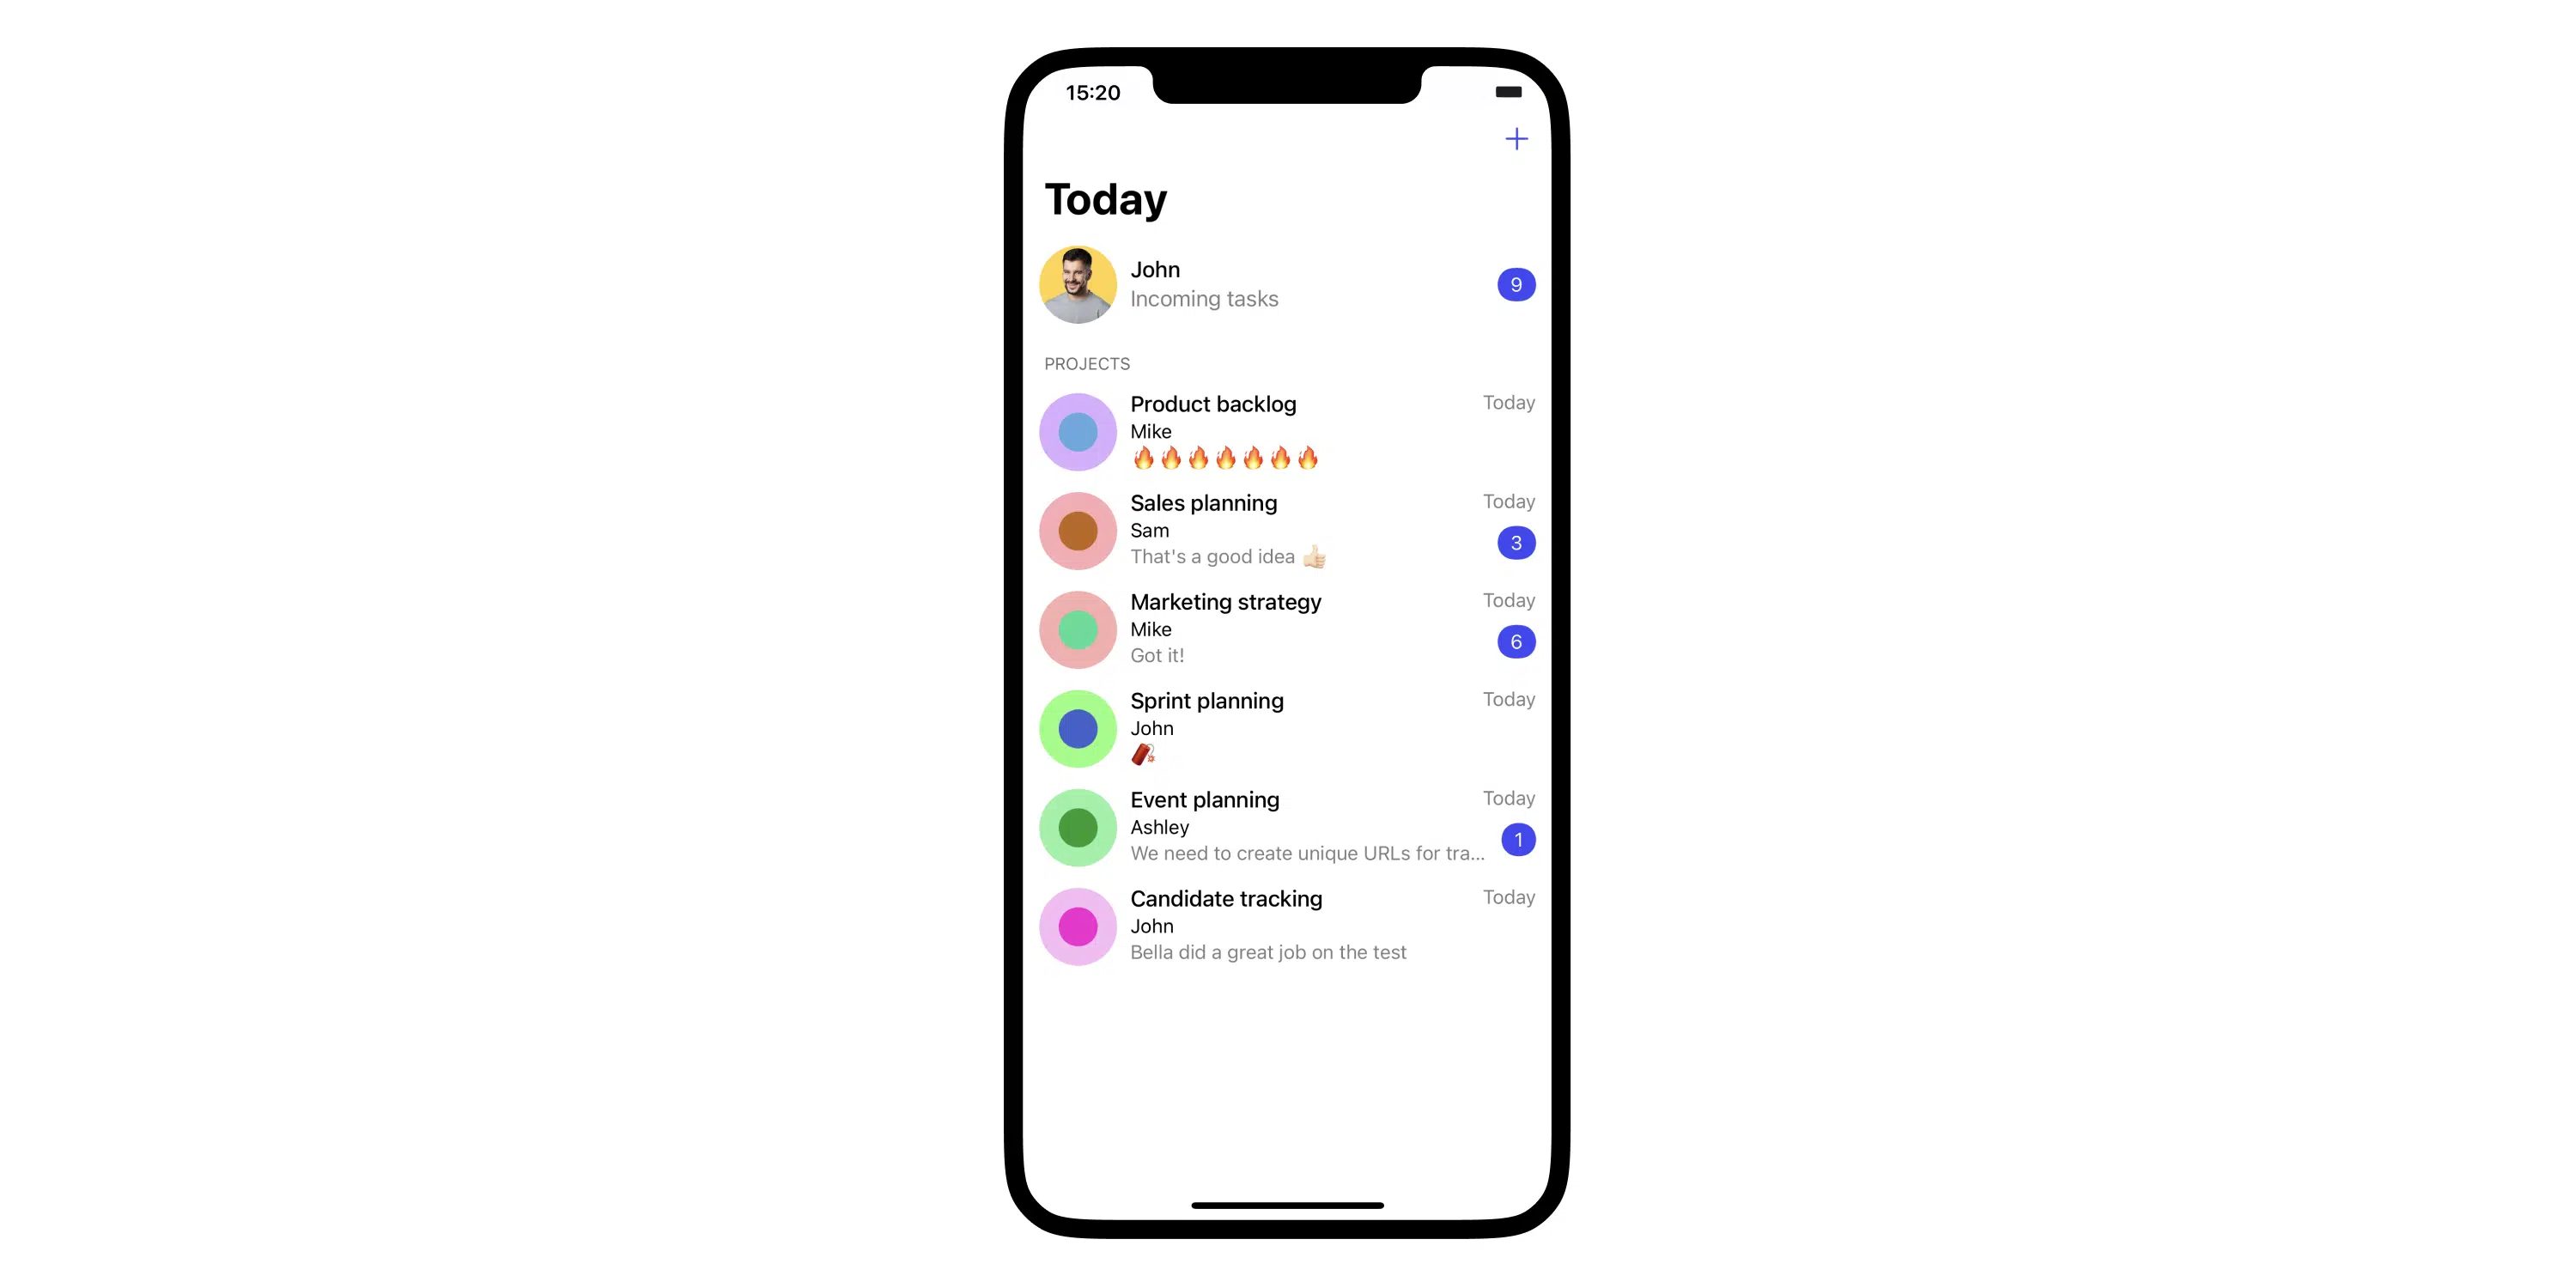 15:20
Today
John
Incoming tasks
9
PROJECTS
Product backlog
Today
Mike
🔥🔥🔥🔥🔥🔥🔥
Sales planning
Today
Sam
3
That's a good idea 👍🏻
Marketing strategy
Today
Mike
6
Got it!
Sprint planning
Today
John
🧨
Event planning
Today
Ashley
1
We need to create unique URLs for tra...
Candidate tracking
Today
John
Bella did a great job on the test